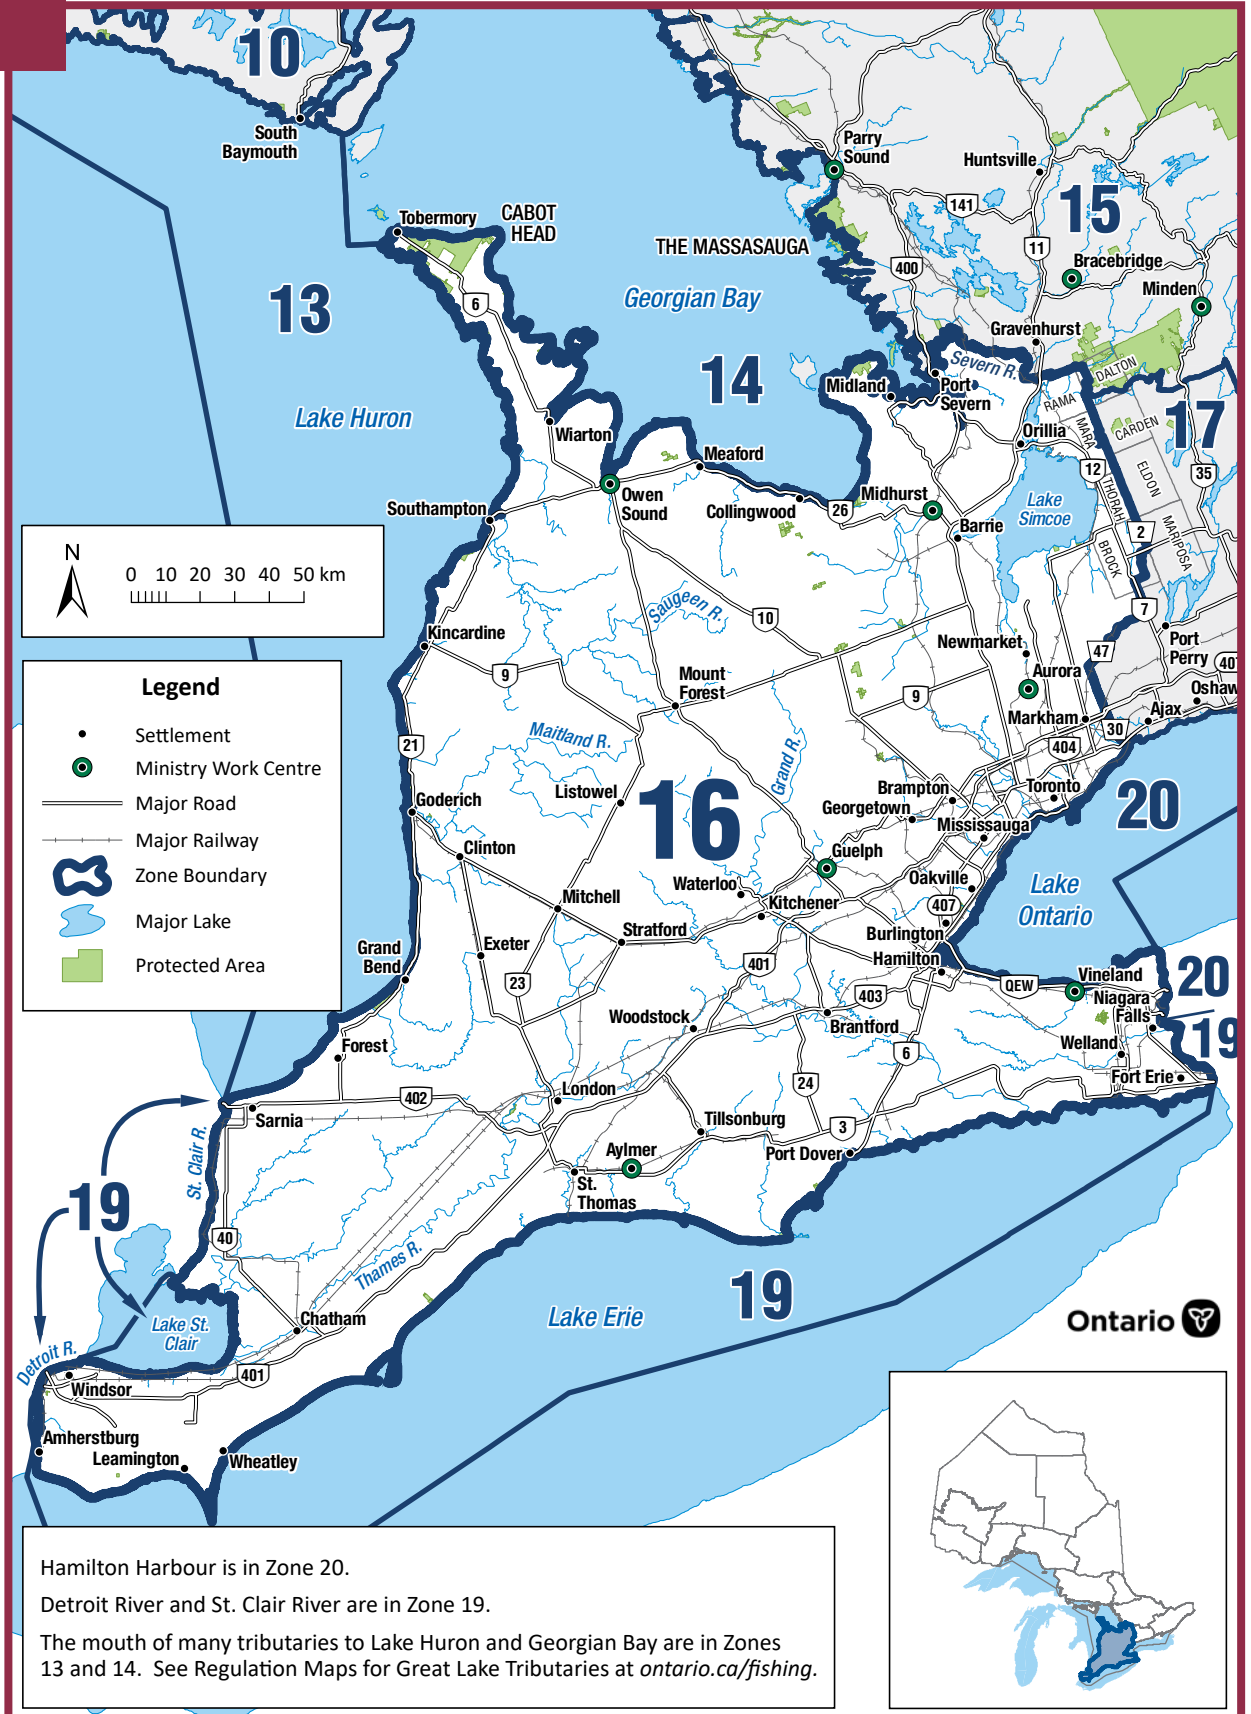 10
South
Baymouth
Parry
Sound
Huntsville
141
15
11
Tobermory
CABOT
HEAD
THE MASSASAUGA
400
Bracebridge
Minden
13
6
Georgian Bay
Gravenhurst
Severn R.
DALTON
14
Midland
Port
Severn
RAMA
MARA
CARDEN
17
Lake Huron
Wiarton
Orillia
Meaford
12
ELDON
35
Owen
Sound
Southampton
Collingwood
26
Midhurst
Lake
Simcoe
THORAH
Barrie
2
BROCK
MARIPOSA
N
0 10 20 30 40 50 km
Saugeen R.
10
7
Kincardine
Newmarket
47
Port
Perry
407
9
Mount
Forest
Aurora
9
Oshaw
Legend
Settlement
Ministry Work Centre
Major Road
Major Railway
Zone Boundary
Major Lake
Protected Area
Markham
Ajax
30
21
Maitland R.
404
Grand R.
Goderich
Listowel
16
Brampton
Toronto
20
Georgetown
Mississauga
Clinton
Guelph
Waterloo
Oakville
Lake
Ontario
Mitchell
Kitchener
407
Stratford
Burlington
Exeter
Grand
Bend
Hamilton
401
23
QEW
Vineland
20
403
Niagara
Falls
Woodstock
Brantford
19
Forest
Welland
6
Fort Erie
402
London
24
Sarnia
Tillsonburg
3
St. Clair R.
Aylmer
Port Dover
St.
Thomas
19
40
Thames R.
19
Lake Erie
Chatham
Lake St.
Clair
Ontario
Detroit R.
401
Windsor
Amherstburg
Leamington
Wheatley
Hamilton Harbour is in Zone 20.
Detroit River and St. Clair River are in Zone 19.
The mouth of many tributaries to Lake Huron and Georgian Bay are in Zones
13 and 14. See Regulation Maps for Great Lake Tributaries at ontario.ca/fishing.